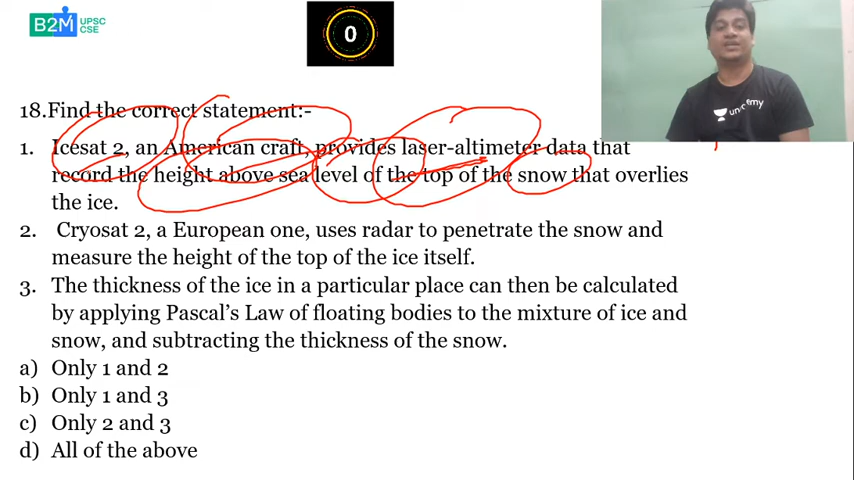 B2M UPSC
CSE
0
18.Find the correct statement:-
1. Icesat 2, an American craft, provides laser-altimeter data that
record the height above sea level of the top of the snow that overlies
the ice.
2. Cryosat 2, a European one, uses radar to penetrate the snow and
measure the height of the top of the ice itself.
3. The thickness of the ice in a particular place can then be calculated
by applying Pascal's Law of floating bodies to the mixture of ice and
snow, and subtracting the thickness of the snow.
a) Only 1 and 2
b) Only 1 and 3
c) Only 2 and 3
d) All of the above